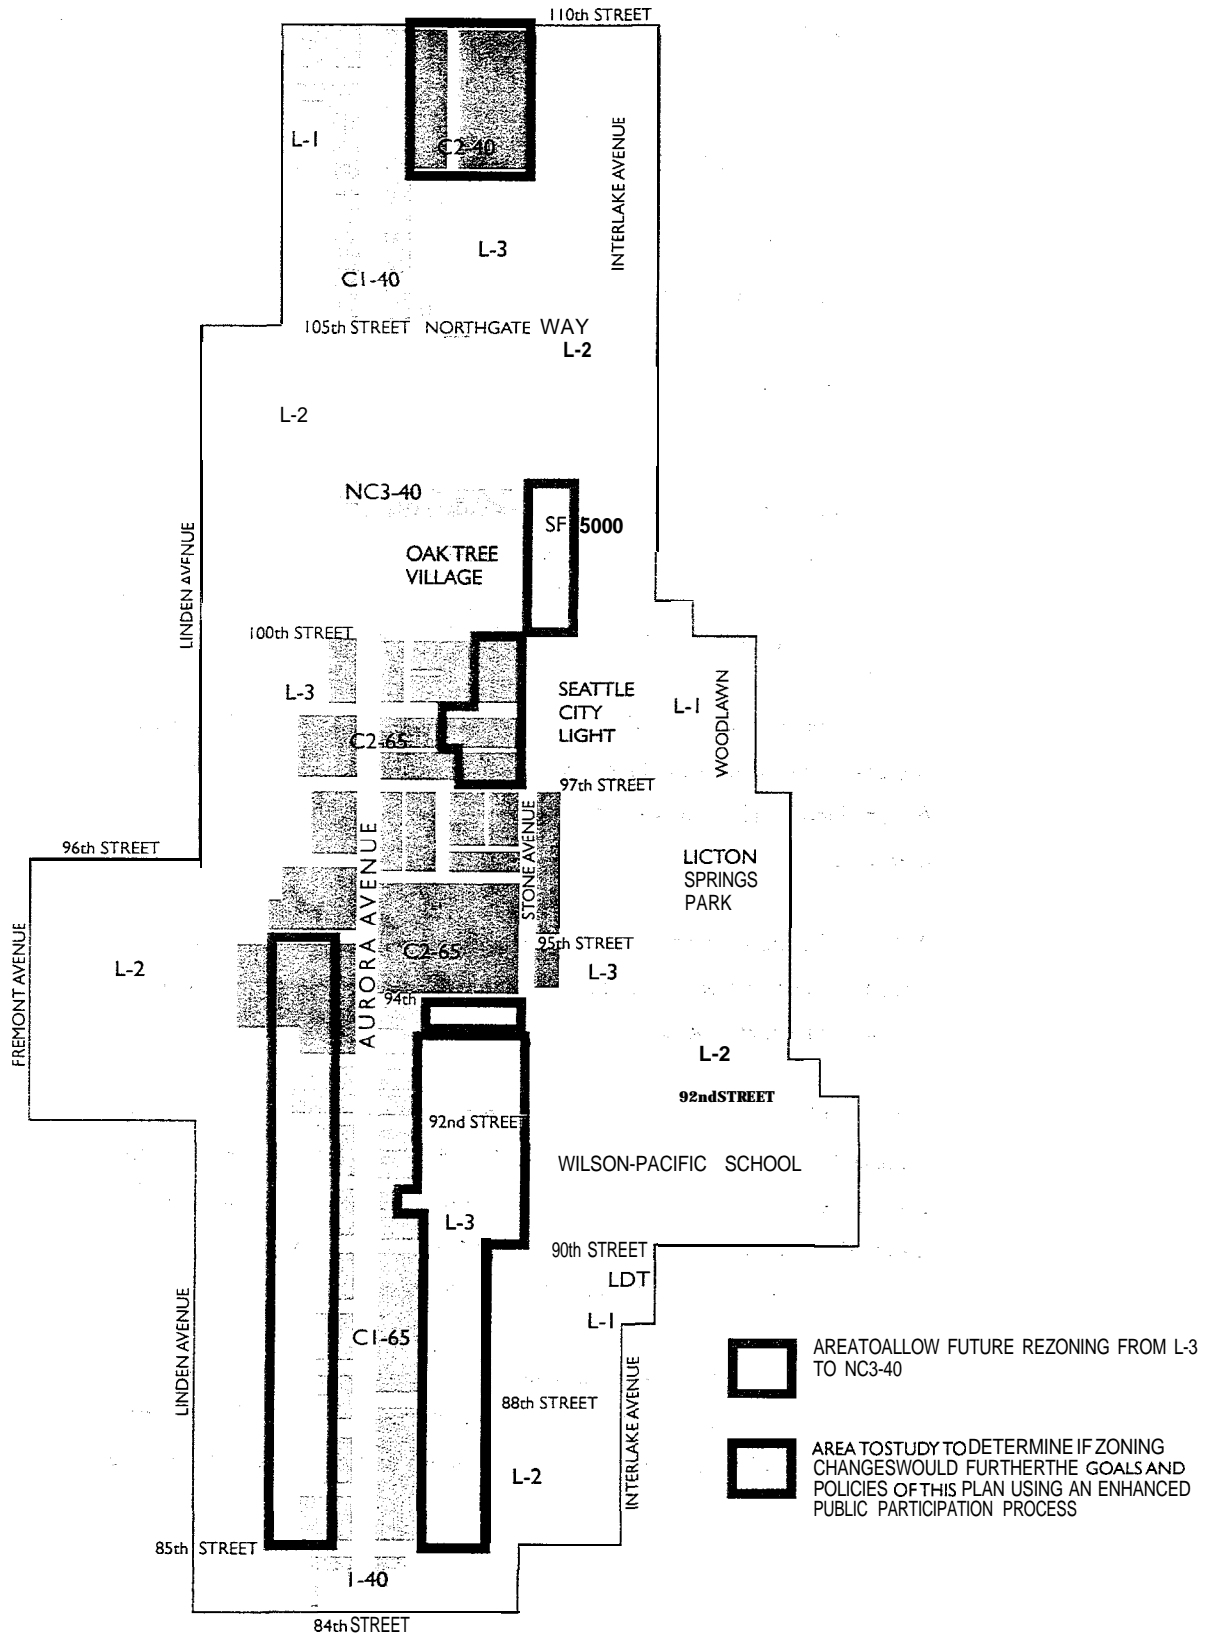 110th STREET
L-1
C2-40
INTERLAKE AVENUE
L-3
C1-40
105th STREET NORTHGATE WAY
L-2
L-2
NC3-40
SF 5000
LINDEN AVENUE
OAK TREE
VILLAGE
100th STREET
L-3
SEATTLE
CITY
LIGHT
L-1
WOODLAWN
C2-65
97th STREET
STONE AVENUE
AURORA AVENUE
96th STREET
LICTON
SPRINGS
PARK
FREMONT AVENUE
L-2
C2-65
95th STREET
L-3
94th
L-2
92nd STREET
92nd STREE
WILSON-PACIFIC SCHOOL
L-3
90th STREET
LDT
L-1
LINDEN AVENUE
C1-65
INTERLAKE AVENUE
88th STREET
L-2
85th STREET
1-40
84th STREET
AREATOALLOW FUTURE REZONING FROM L-3
TO NC3-40
AREA TOSTUDY TO DETERMINE IF ZONING
CHANGESWOULD FURTHERTHE GOALS AND
POLICIES OF THIS PLAN USING AN ENHANCED
PUBLIC PARTICIPATION PROCESS